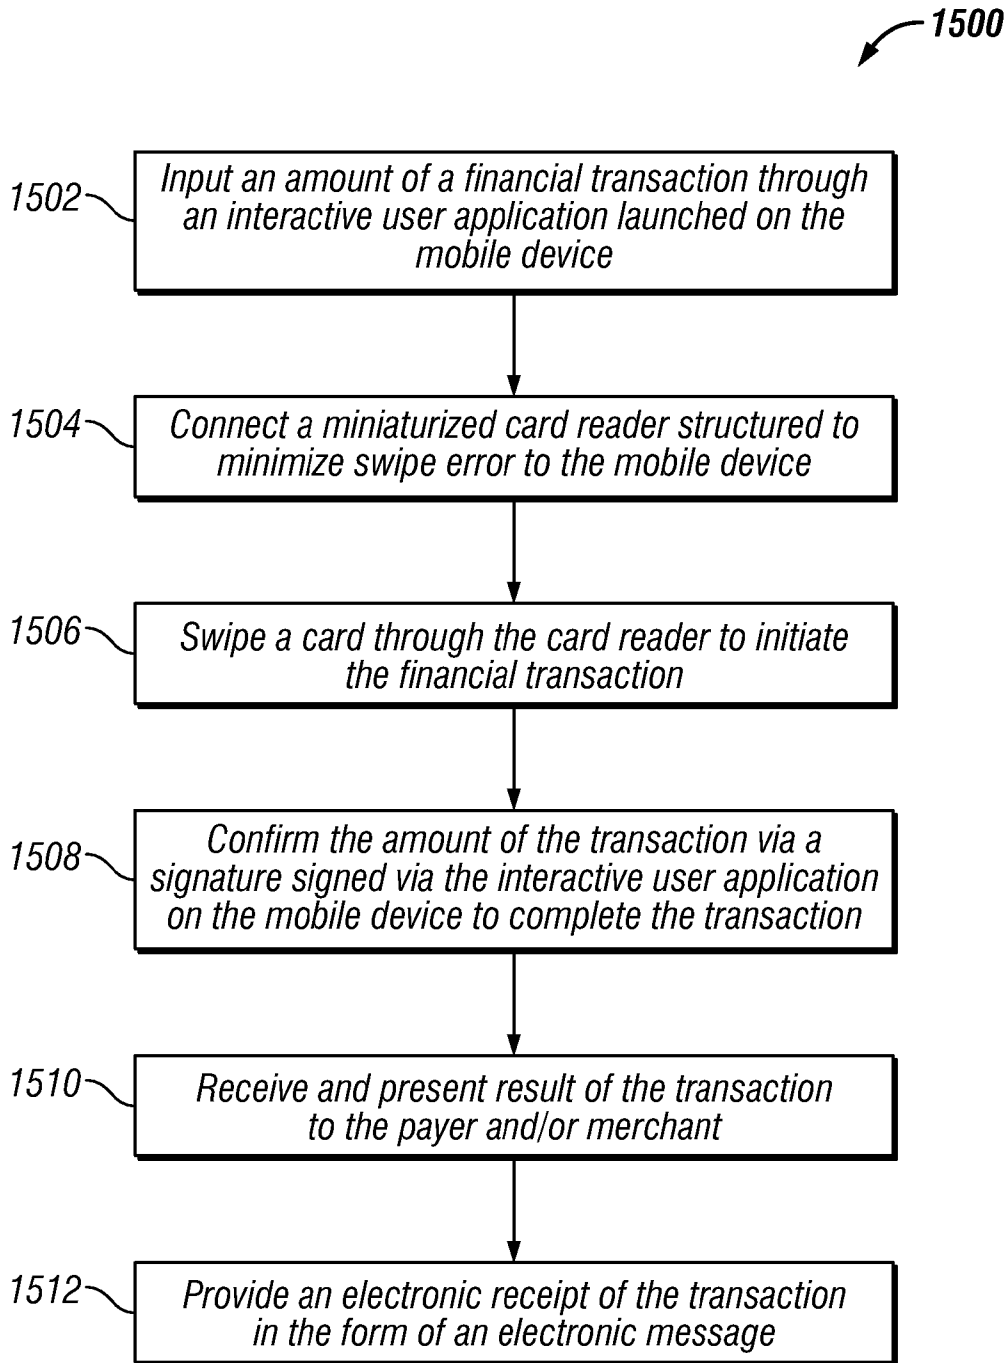 1500
1502
Input an amount of a financial transaction through
an interactive user application launched on the
mobile device
1504
Connect a miniaturized card reader structured to
minimize swipe error to the mobile device
1506
Swipe a card through the card reader to initiate
the financial transaction
1508
Confirm the amount of the transaction via a
signature signed via the interactive user application
on the mobile device to complete the transaction
1510
Receive and present result of the transaction
to the payer and/or merchant
1512
Provide an electronic receipt of the transaction
in the form of an electronic message